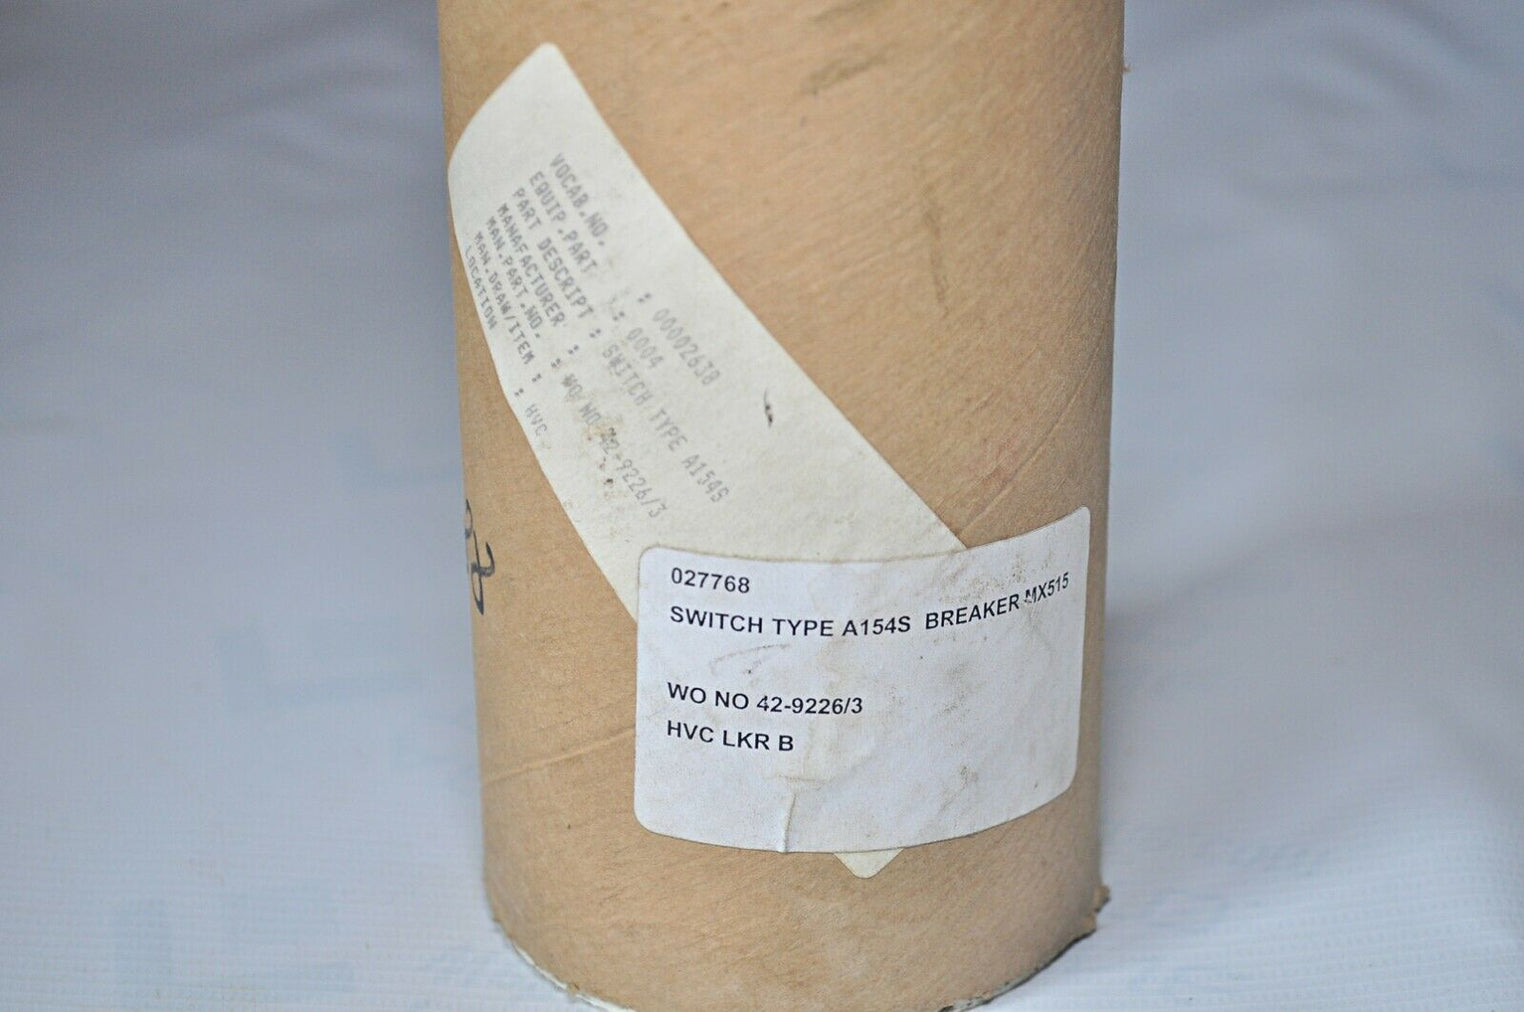 VOCAB.NO. : 00002638
EQUIP.PART : 0004
PART DESCRIPT : SWITCH TYPE A154S
MANAFACTURER :
MAN.PART.NO. : WO NO 42-9226/3
MAN.DRAW/ITEM :
LOCATION : HVC
027768
SWITCH TYPE A154S BREAKER MX515
WO NO 42-9226/3
HVC LKR B